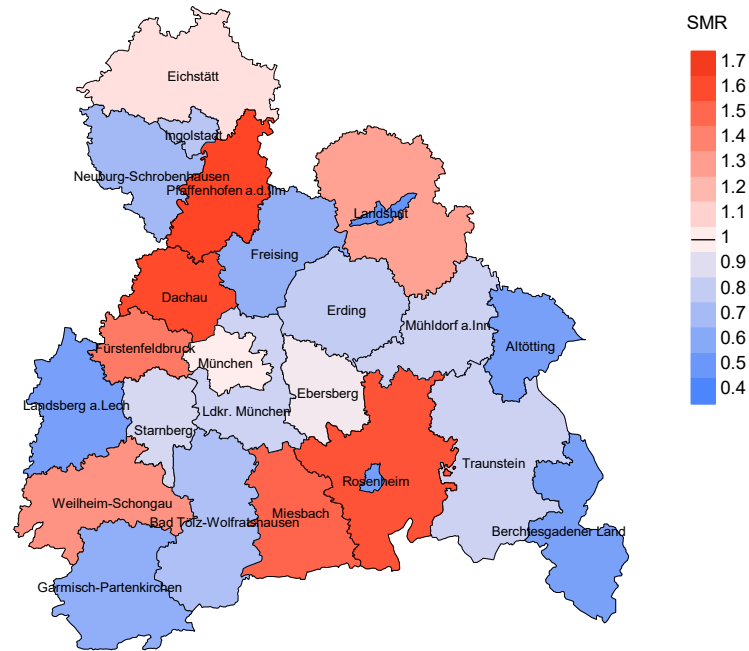 SMR
1.7
1.6
1.5
1.4
1.3
1.2
1.1
1
0.9
0.8
0.7
0.6
0.5
0.4
Eichstätt
Ingolstadt
Neuburg-Schrobenhausen
Pfaffenhofen a.d.Ilm
Landshut
Freising
Dachau
Erding
Mühldorf a.Inn
Altötting
Fürstenfeldbruck
München
Ebersberg
Landsberg a.Lech
Ldkr. München
Starnberg
Traunstein
Rosenheim
Weilheim-Schongau
Miesbach
Bad Tölz-Wolfratshausen
Berchtesgadener Land
Garmisch-Partenkirchen